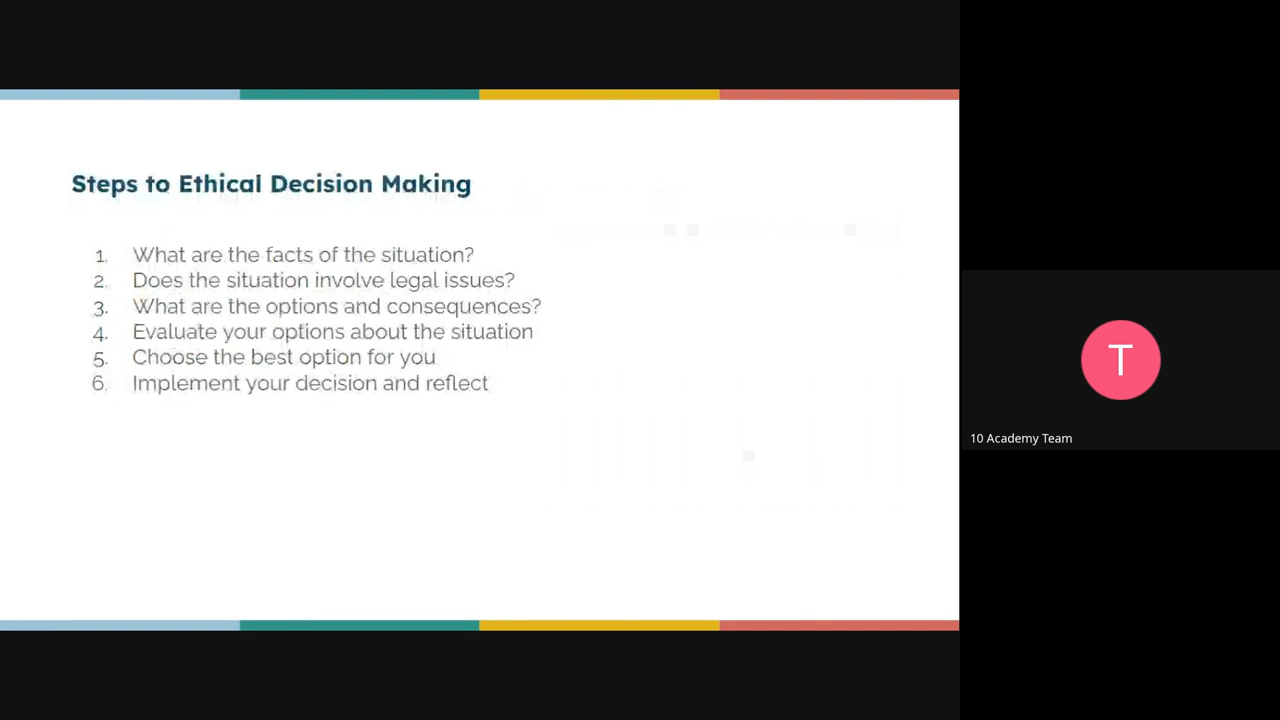 Steps to Ethical Decision Making
1. What are the facts of the situation?
2. Does the situation involve legal issues?
3. What are the options and consequences?
4. Evaluate your options about the situation
5. Choose the best option for you
6. Implement your decision and reflect
T
10 Academy Team